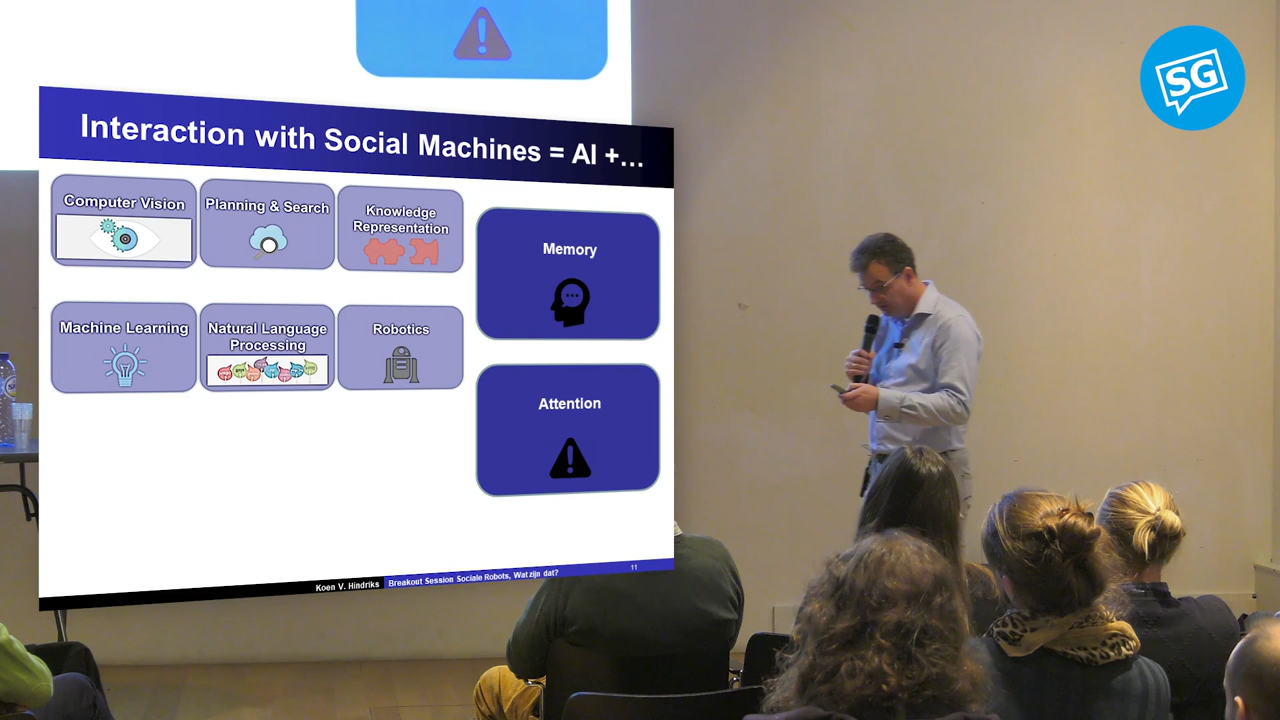 SG
Interaction with Social Machines = AI +...
Computer Vision
Planning & Search
Knowledge
Representation
Memory
Machine Learning
Natural Language
Processing
Robotics
Attention
Koen V. Hindriks
Breakout Session Sociale Robots, Wat zijn dat?
11